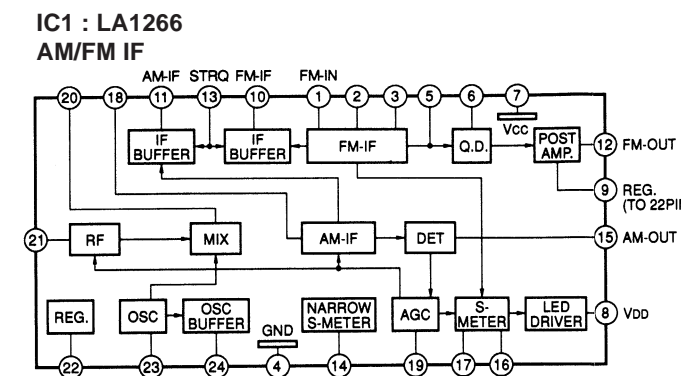 IC1 : LA1266
AM/FM IF
AM-IF STRQ FM-IF FM-IN
20 18 11 13 10 1 2 3 5 6 7
VCC
IF BUFFER
IF BUFFER
FM-IF
Q.D.
POST AMP.
12 FM-OUT
9 REG.
(TO 22PII
21 RF MIX AM-IF DET 15 AM-OUT
REG.
OSC
OSC BUFFER
GND
NARROW S-METER
AGC
S-METER
LED DRIVER
8 VDD
22 23 24 4 14 19 17 16